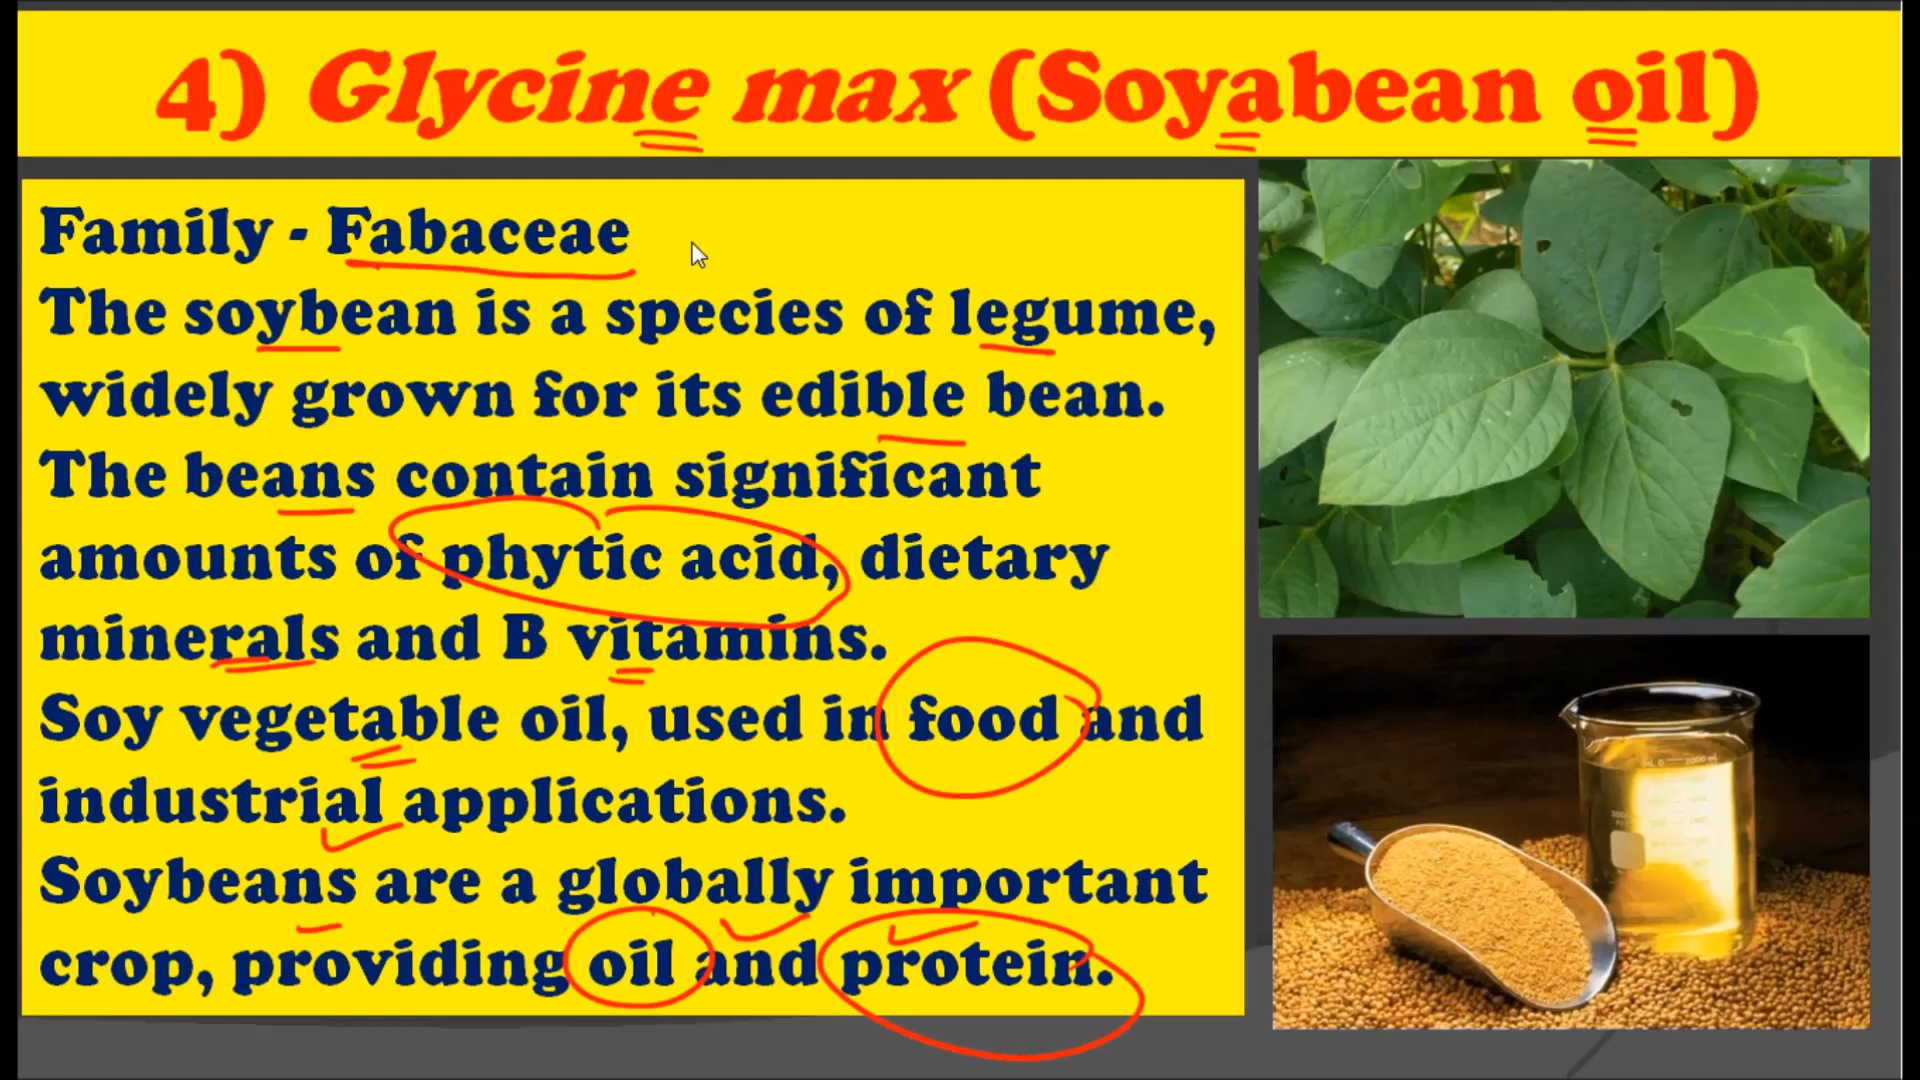 4) Glycine max (Soyabean oil)
Family - Fabaceae
The soybean is a species of legume,
widely grown for its edible bean.
The beans contain significant
amounts of phytic acid, dietary
minerals and B vitamins.
Soy vegetable oil, used in food and
industrial applications.
Soybeans are a globally important
crop, providing oil and protein.